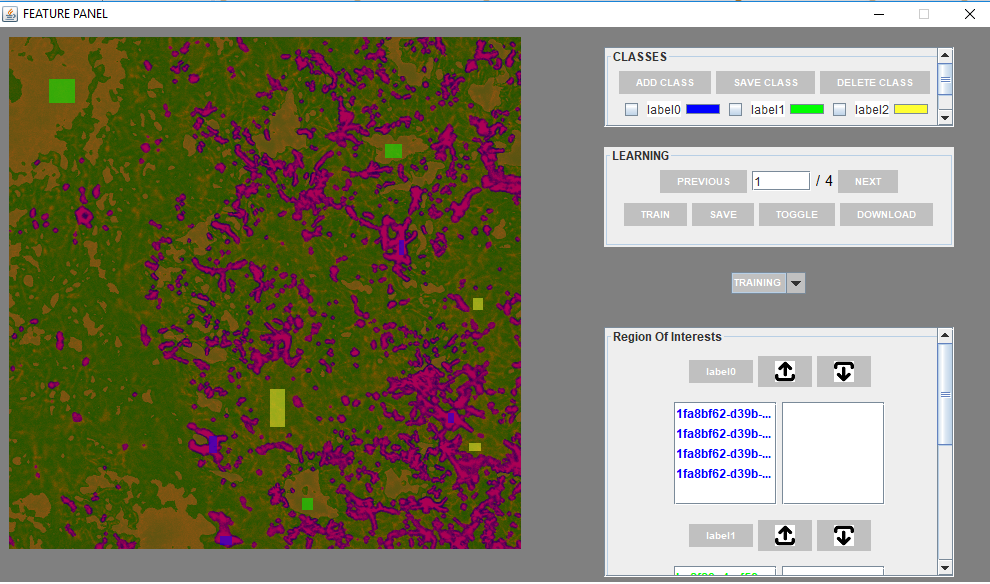 FEATURE PANEL
CLASSES
ADD CLASS SAVE CLASS DELETE CLASS
label0 label1 label2
LEARNING
PREVIOUS 1 / 4 NEXT
TRAIN SAVE TOGGLE DOWNLOAD
TRAINING
Region Of Interests
label0
1fa8bf62-d39b-...
1fa8bf62-d39b-...
1fa8bf62-d39b-...
1fa8bf62-d39b-...
label1